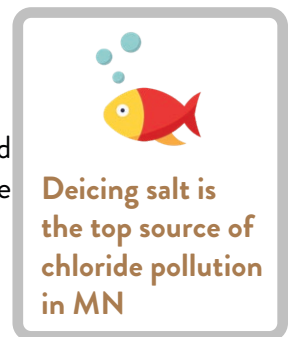 Deicing salt is
the top source of
chloride pollution
in MN